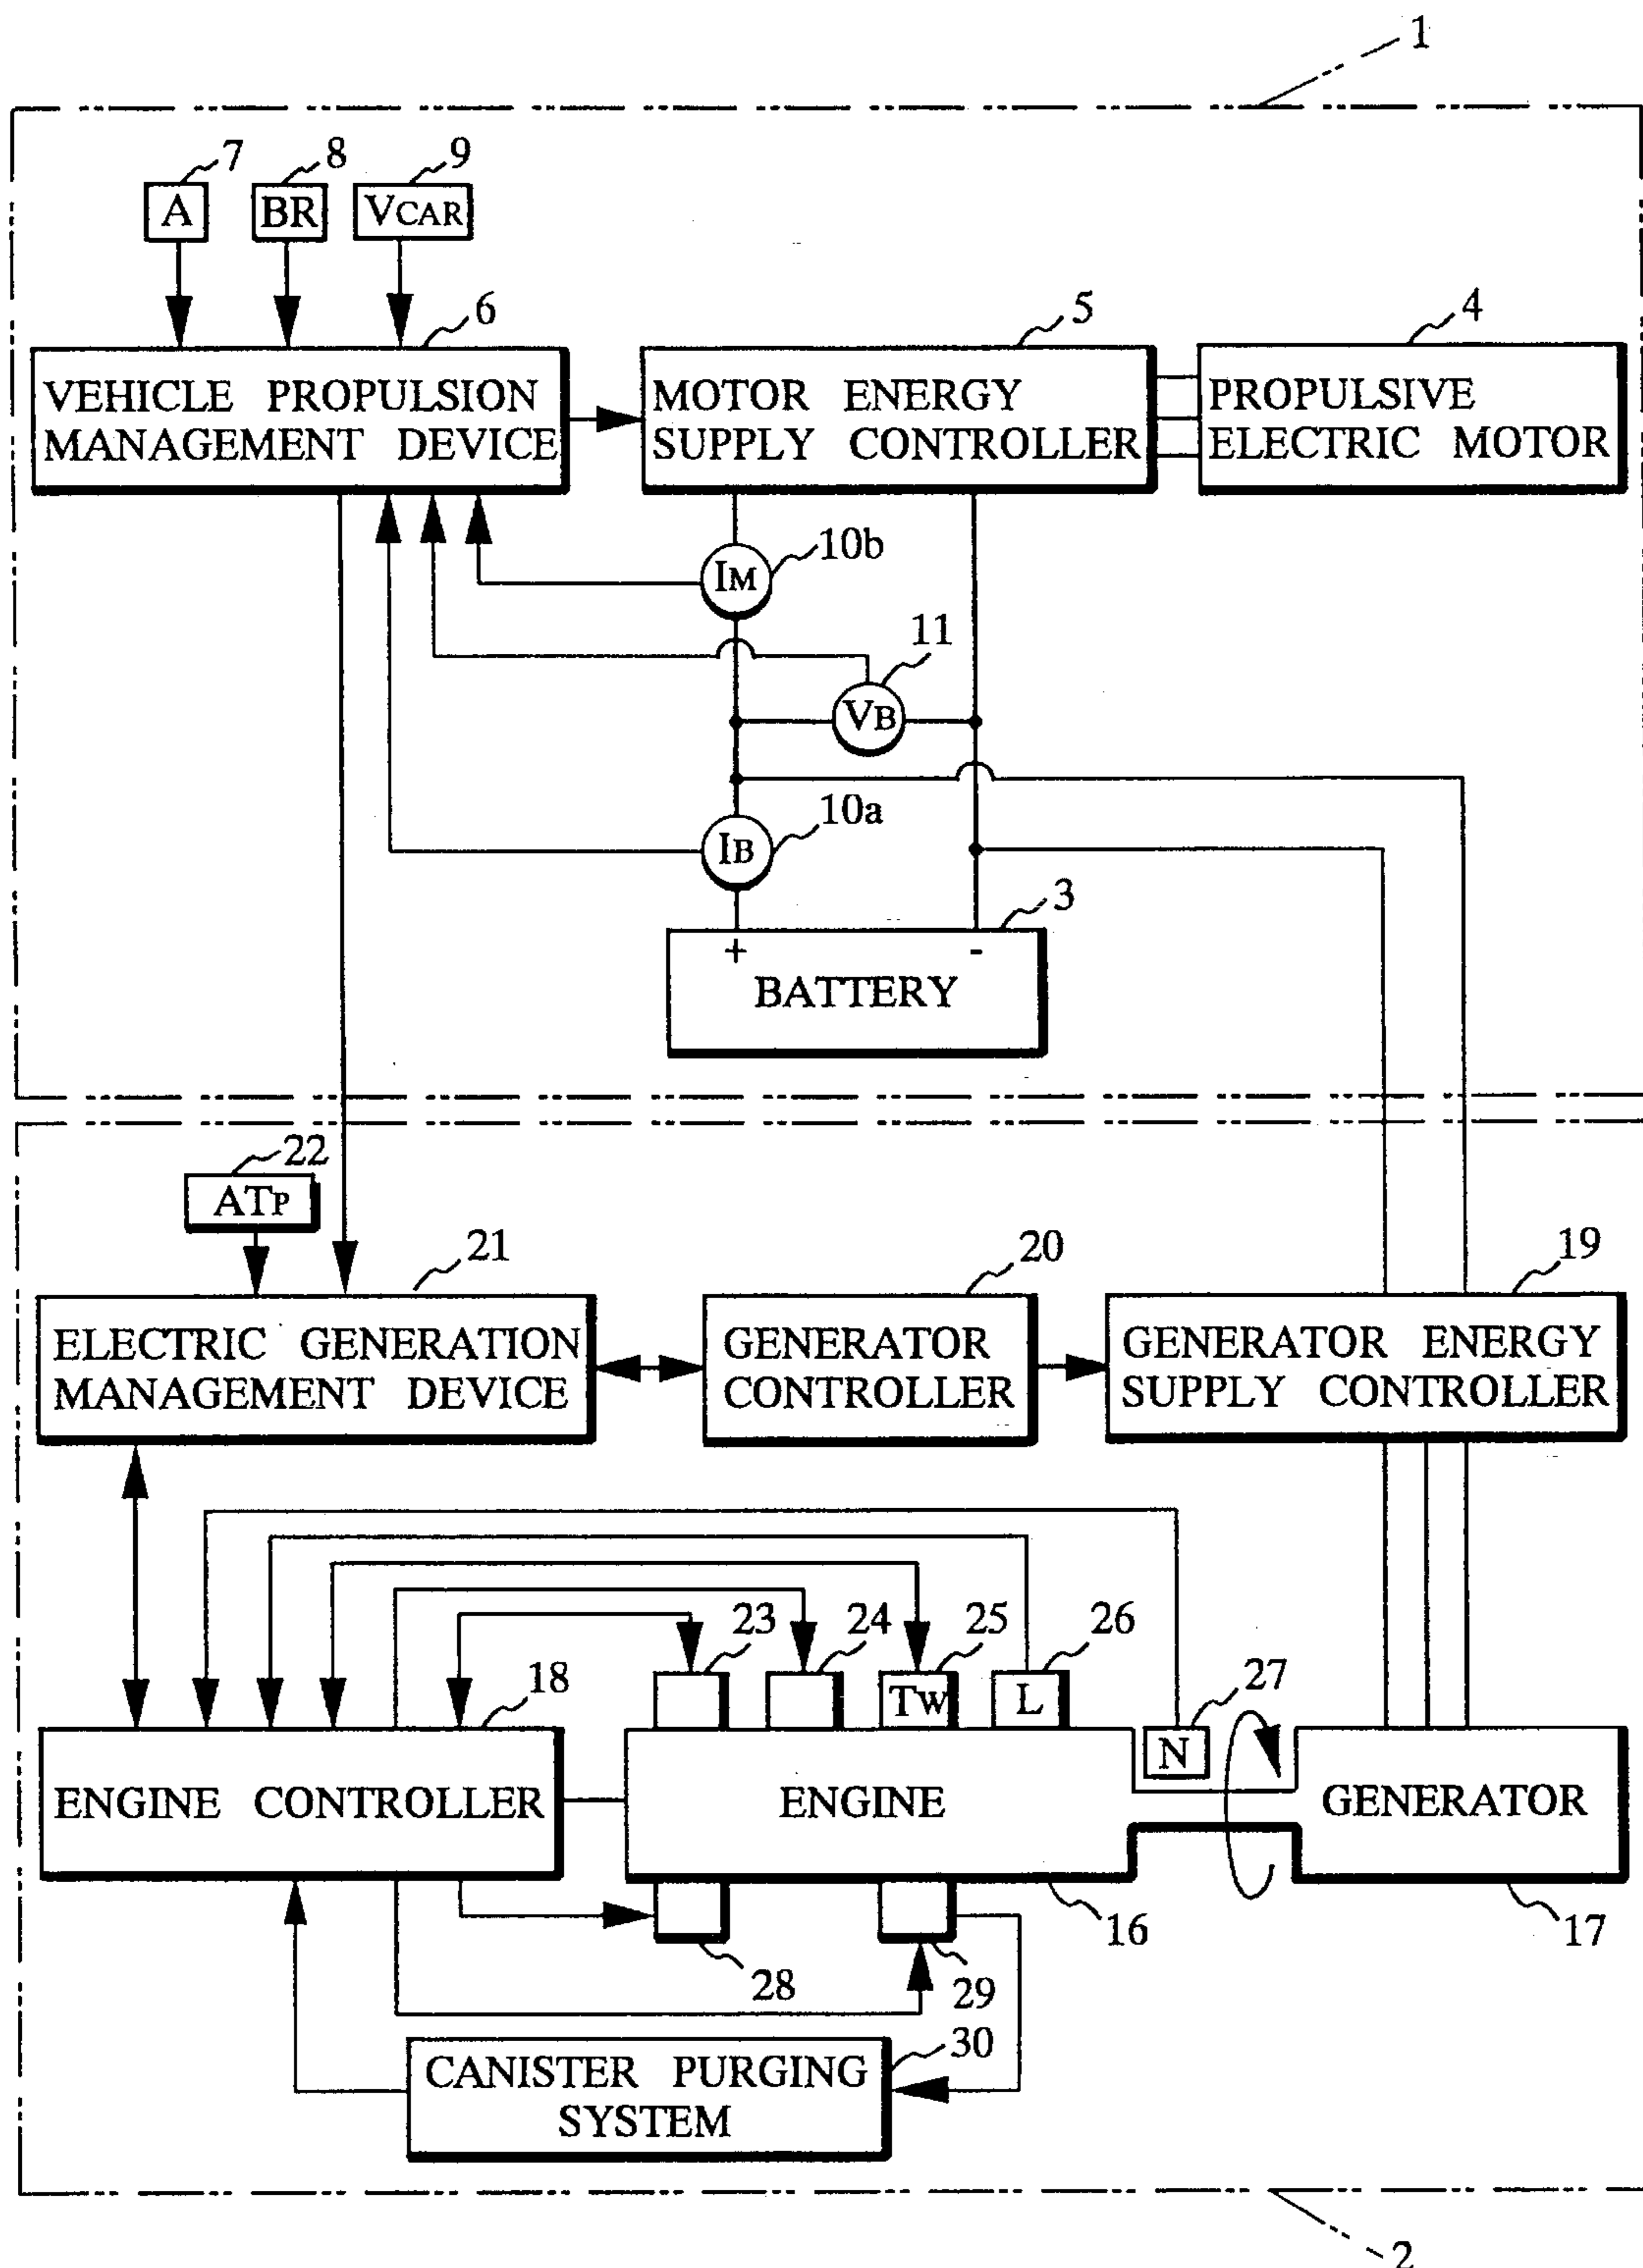 1
7
8
9
A
BR
VCAR
6
5
4
VEHICLE PROPULSION
MANAGEMENT DEVICE
MOTOR ENERGY
SUPPLY CONTROLLER
PROPULSIVE
ELECTRIC MOTOR
10b
IM
11
VB
10a
IB
3
+
-
BATTERY
22
ATP
21
20
19
ELECTRIC GENERATION
MANAGEMENT DEVICE
GENERATOR
CONTROLLER
GENERATOR ENERGY
SUPPLY CONTROLLER
23
24
25
26
18
TW
L
27
N
ENGINE CONTROLLER
ENGINE
GENERATOR
16
17
28
29
30
CANISTER PURGING
SYSTEM
2